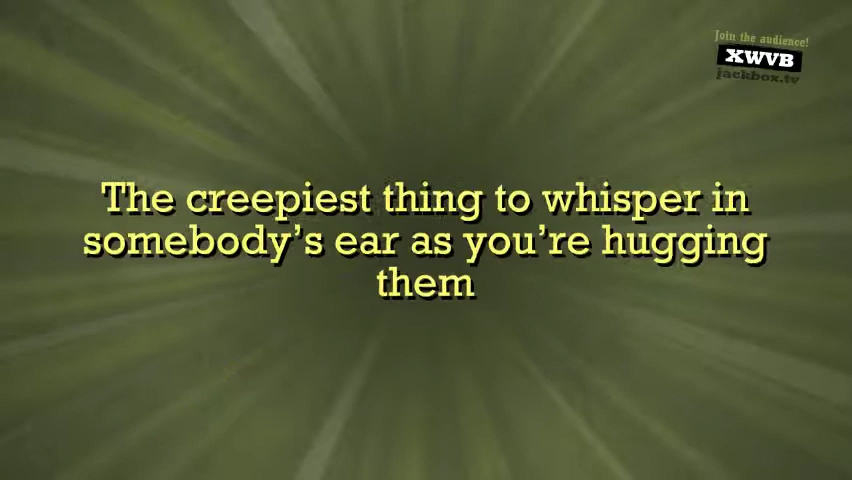 Join the audience!
XWVB
jackbox.tv
The creepiest thing to whisper in
somebody’s ear as you’re hugging
them